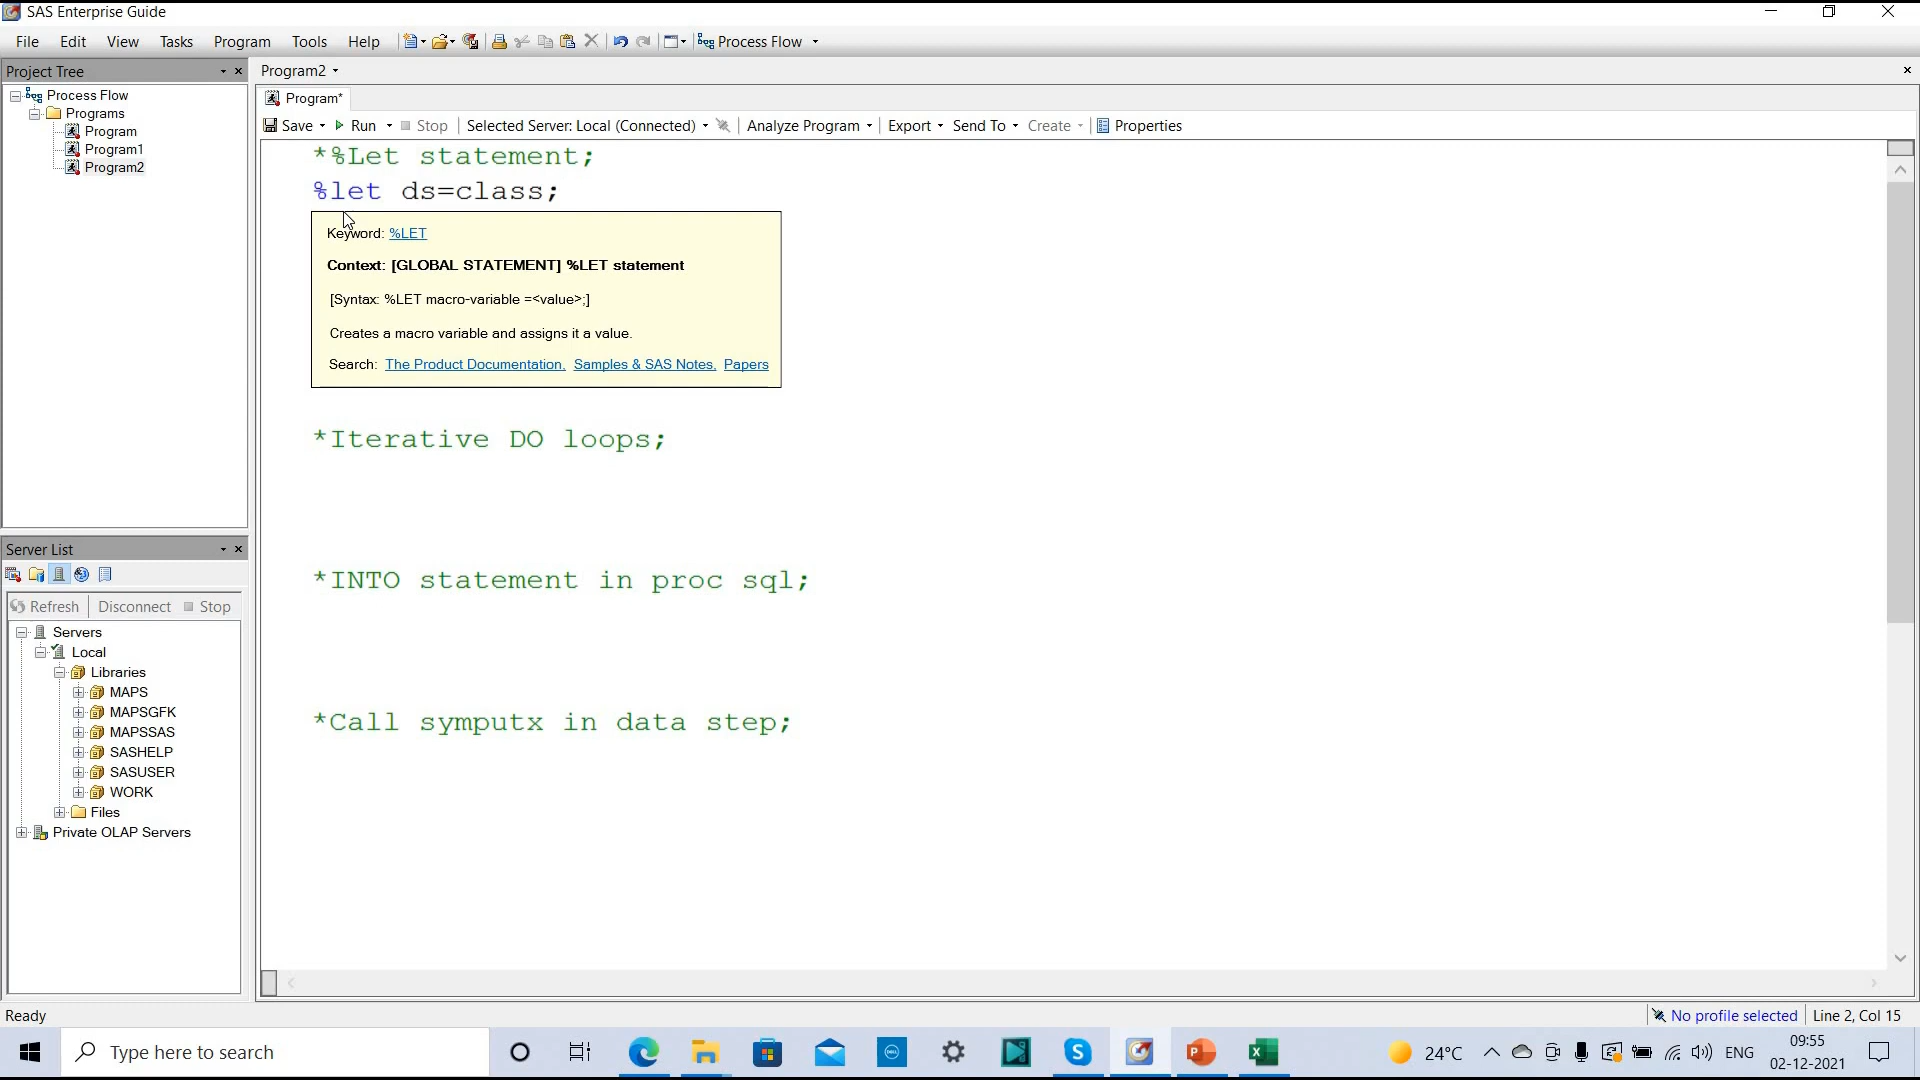 SAS Enterprise Guide
File Edit View Tasks Program Tools Help Process Flow
Project Tree
Process Flow
Programs
Program
Program1
Program2
Program2
Program*
Save Run Stop Selected Server: Local (Connected) Analyze Program Export Send To Create Properties
*%Let statement;
%let ds=class;
Keyword: %LET
Context: [GLOBAL STATEMENT] %LET statement
[Syntax: %LET macro-variable =<value>;]
Creates a macro variable and assigns it a value.
Search: The Product Documentation, Samples & SAS Notes, Papers
*Iterative DO loops;
*INTO statement in proc sql;
*Call symputx in data step;
Server List
Refresh Disconnect Stop
Servers
Local
Libraries
MAPS
MAPSGFK
MAPSSAS
SASHELP
SASUSER
WORK
Files
Private OLAP Servers
Ready
No profile selected Line 2, Col 15
Type here to search
24°C
ENG
09:55
02-12-2021